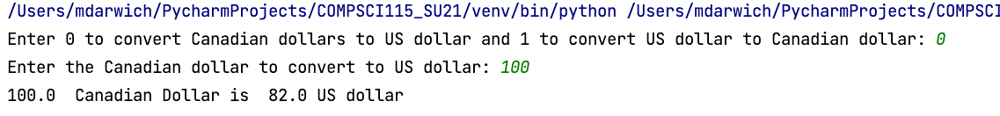 /Users/mdarwich/PycharmProjects/COMPSCI115_SU21/venv/bin/python /Users/mdarwich/PycharmProjects/COMPSCI
Enter 0 to convert Canadian dollars to US dollar and 1 to convert US dollar to Canadian dollar: 0
Enter the Canadian dollar to convert to US dollar: 100
100.0  Canadian Dollar is  82.0 US dollar